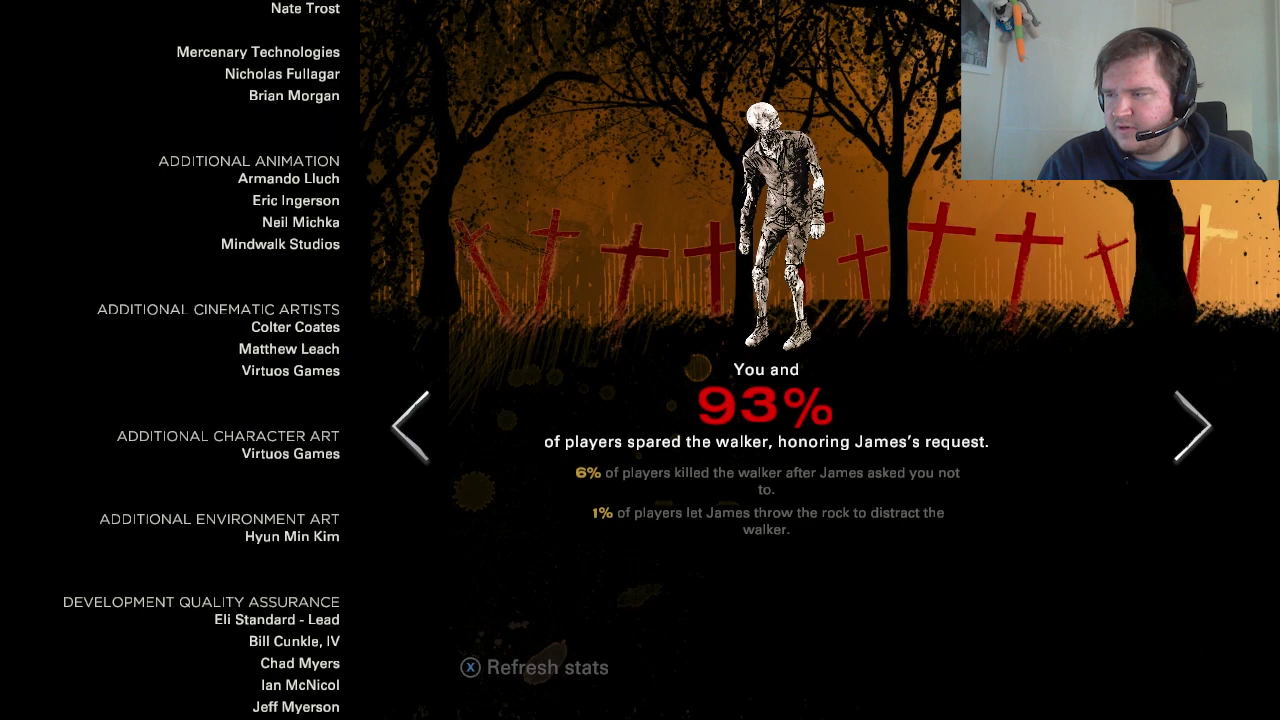 Nate Trost
Mercenary Technologies
Nicholas Fullagar
Brian Morgan
ADDITIONAL ANIMATION
Armando Lluch
Eric Ingerson
Neil Michka
Mindwalk Studios
ADDITIONAL CINEMATIC ARTISTS
Colter Coates
Matthew Leach
Virtuos Games
ADDITIONAL CHARACTER ART
Virtuos Games
ADDITIONAL ENVIRONMENT ART
Hyun Min Kim
DEVELOPMENT QUALITY ASSURANCE
Eli Standard - Lead
Bill Cunkle, IV
Chad Myers
Ian McNicol
Jeff Myerson
You and
93%
of players spared the walker, honoring James's request.
6% of players killed the walker after James asked you not
to.
1% of players let James throw the rock to distract the
walker.
X Refresh stats